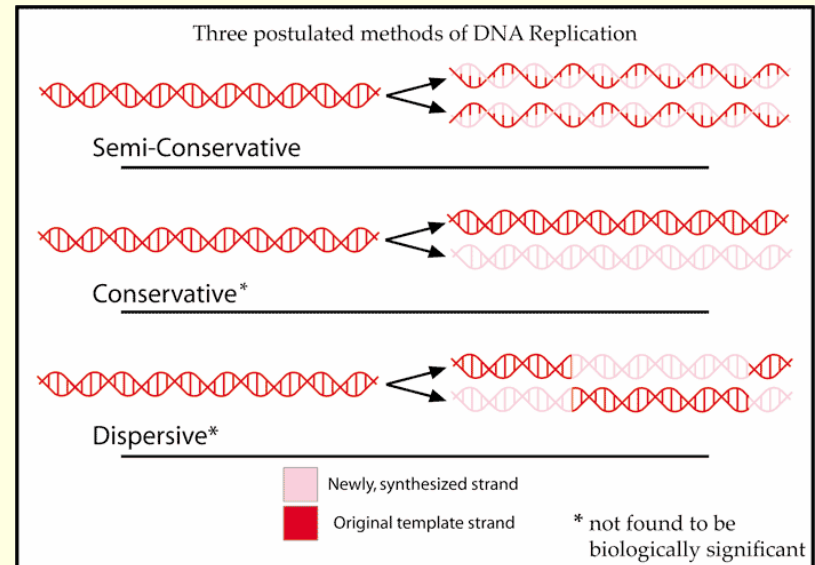 Three postulated methods of DNA Replication
Semi-Conservative
Conservative*
Dispersive*
Newly, synthesized strand
Original template strand
* not found to be
biologically significant